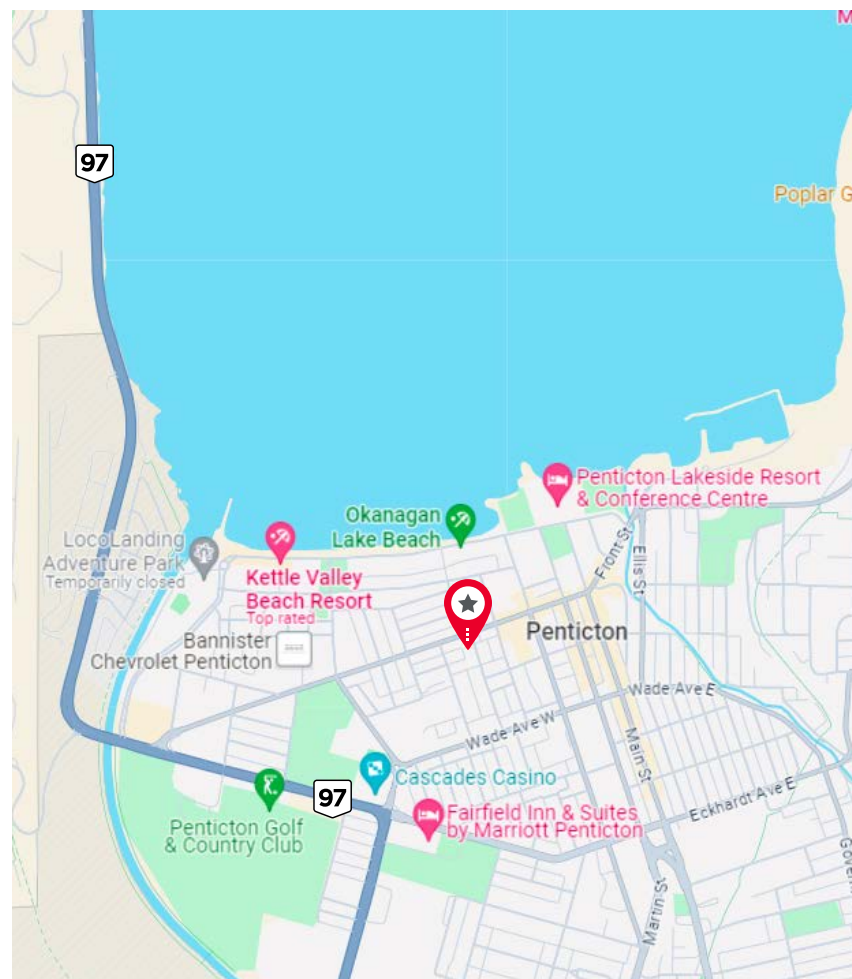 M
97
Poplar G
Penticton Lakeside Resort
& Conference Centre
Okanagan
Lake Beach
LocoLanding
Adventure Park
Temporarily closed
Front St
Ellis St
Kettle Valley
Beach Resort
Top rated
Bannister
Chevrolet Penticton
Penticton
Wade Ave E
Wade Ave W
Main St
Cascades Casino
97
Eckhardt Ave E
Fairfield Inn & Suites
by Marriott Penticton
Penticton Golf
& Country Club
Govern
Martin St